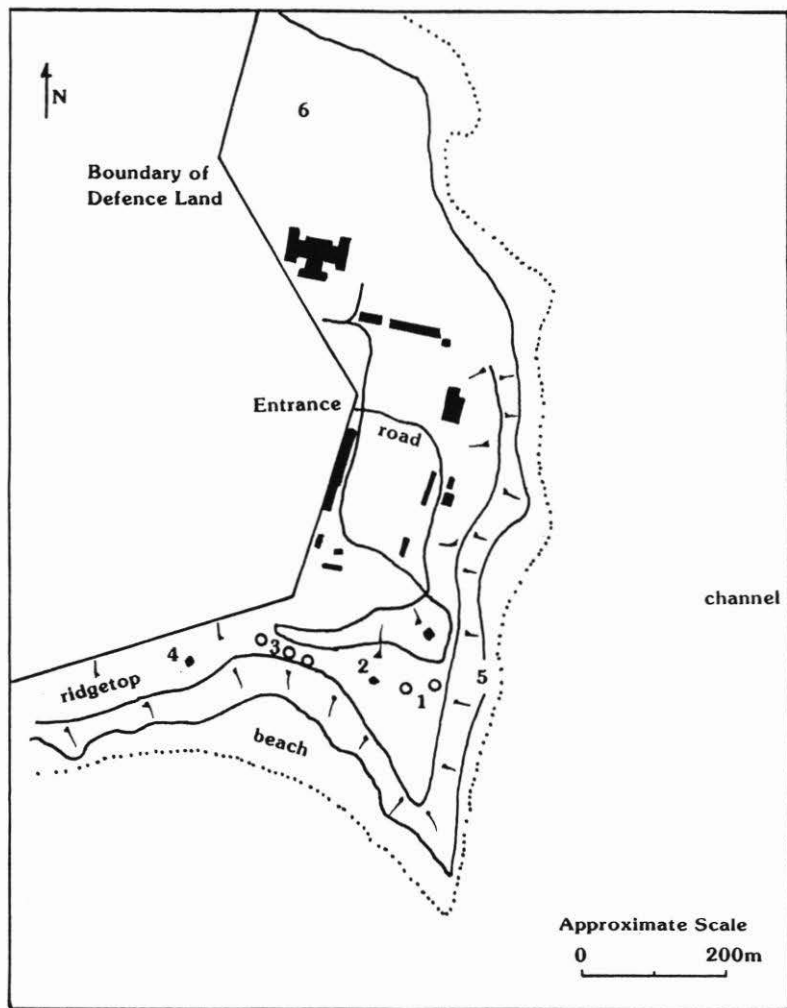 N
6
Boundary of
Defence Land
Entrance
road
channel
3
4
2
5
1
ridgetop
beach
Approximate Scale
0 200m